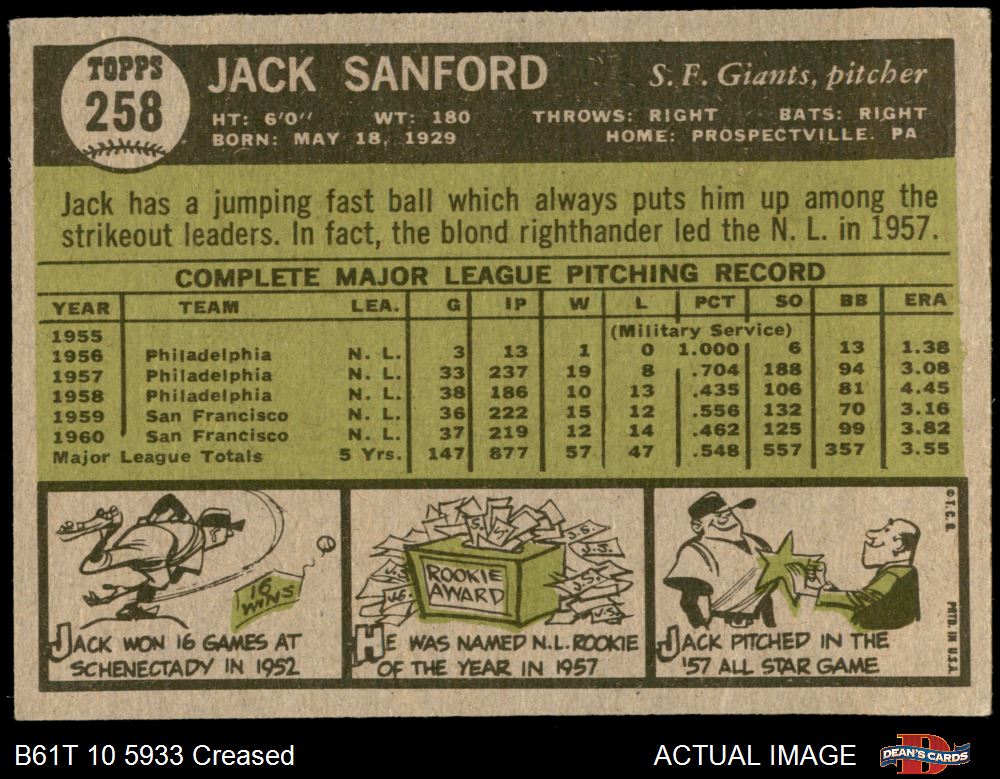 TOPPS
258
JACK SANFORD
S. F. Giants, pitcher
HT: 6'0" WT: 180 THROWS: RIGHT BATS: RIGHT
BORN: MAY 18, 1929 HOME: PROSPECTVILLE. PA
Jack has a jumping fast ball which always puts him up among the
strikeout leaders. In fact, the blond righthander led the N. L. in 1957.
COMPLETE MAJOR LEAGUE PITCHING RECORD
YEAR TEAM LEA. G IP W L PCT SO BB ERA
1955 (Military Service)
1956 Philadelphia N. L. 3 13 1 0 1.000 6 13 1.38
1957 Philadelphia N. L. 33 237 19 8 .704 188 94 3.08
1958 Philadelphia N. L. 38 186 10 13 .435 106 81 4.45
1959 San Francisco N. L. 36 222 15 12 .556 132 70 3.16
1960 San Francisco N. L. 37 219 12 14 .462 125 99 3.82
Major League Totals 5 Yrs. 147 877 57 47 .548 557 357 3.55
16
WINS
JACK WON 16 GAMES AT
SCHENECTADY IN 1952
J.S.
J.S.
J.S.
J.S.
ROOKIE
AWARD
HE WAS NAMED N.L. ROOKIE
OF THE YEAR IN 1957
JACK PITCHED IN THE
'57 ALL STAR GAME
© T. C. G.
PRTD. IN U.S.A.
B61T 10 5933 Creased
ACTUAL IMAGE
DEAN'S CARDS